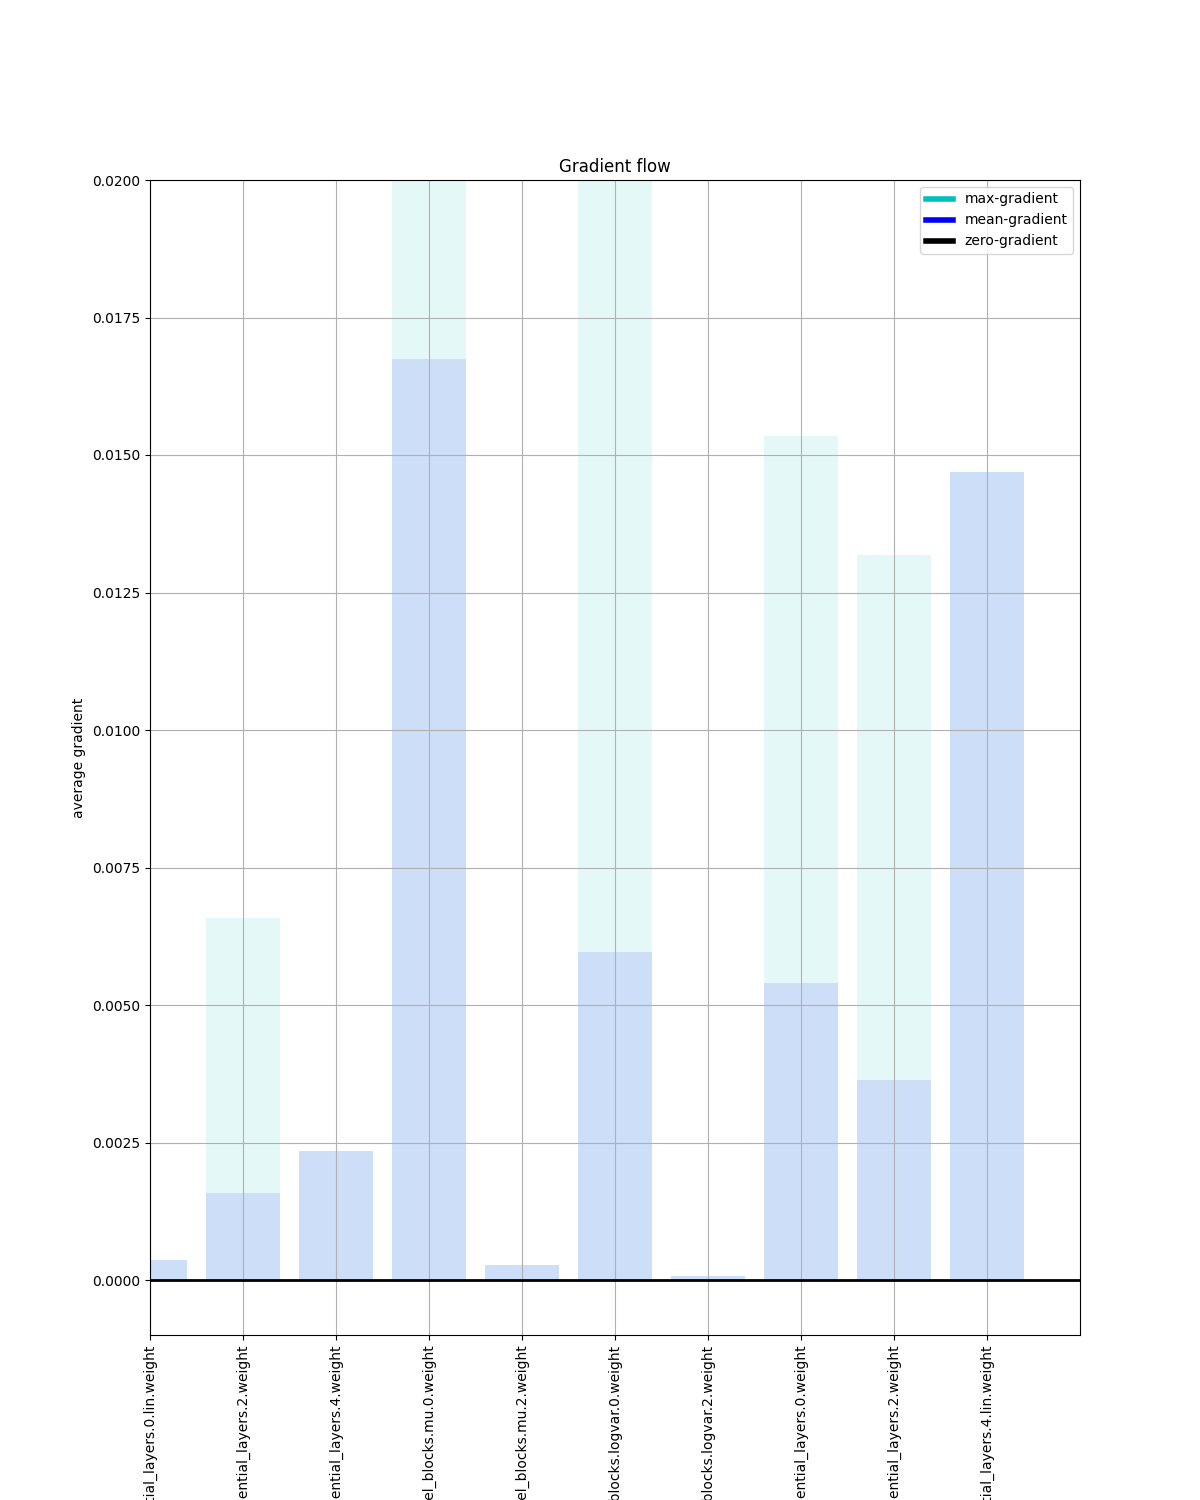 Gradient flow
max-gradient
mean-gradient
zero-gradient
0.0200
0.0175
0.0150
0.0125
0.0100
0.0075
0.0050
0.0025
0.0000
average gradient
tial_layers.0.lin.weight
ential_layers.2.weight
ential_layers.4.weight
el_blocks.mu.0.weight
el_blocks.mu.2.weight
blocks.logvar.0.weight
blocks.logvar.2.weight
ential_layers.0.weight
ential_layers.2.weight
tial_layers.4.lin.weight